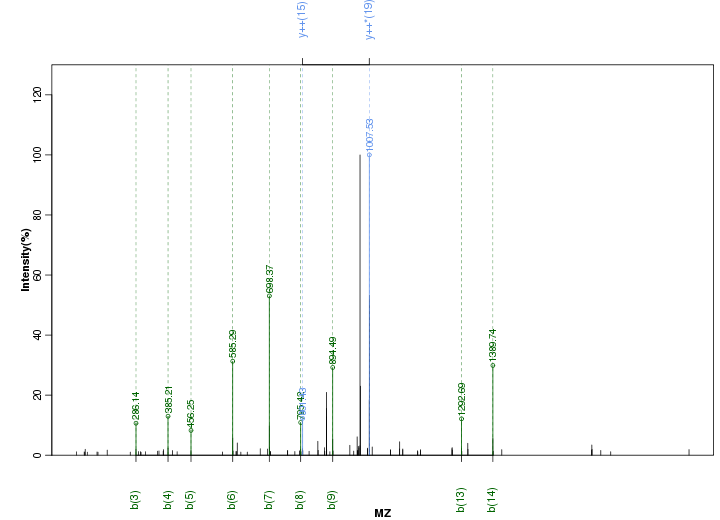 y++(15)
y++*(19)
Intensity(%)
120
100
80
60
40
20
0
1007.53
698.37
585.29
1389.74
894.49
385.21
286.14
456.25
1292.69
b(3)
b(4)
b(5)
b(6)
b(7)
b(8)
b(9)
b(13)
b(14)
MZ